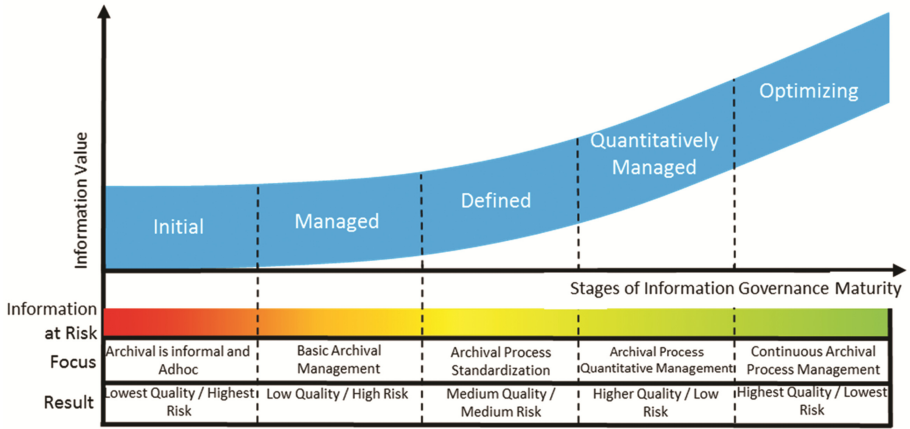 Information Value
Initial
Managed
Defined
Quantitatively
Managed
Optimizing
Stages of Information Governance Maturity
Information
at Risk
Focus
Archival is informal and
Adhoc
Basic Archival
Management
Archival Process
Standardization
Archival Process
Quantitative Management
Continuous Archival
Process Management
Result
Lowest Quality / Highest
Risk
Low Quality / High Risk
Medium Quality /
Medium Risk
Higher Quality / Low
Risk
Highest Quality / Lowest
Risk